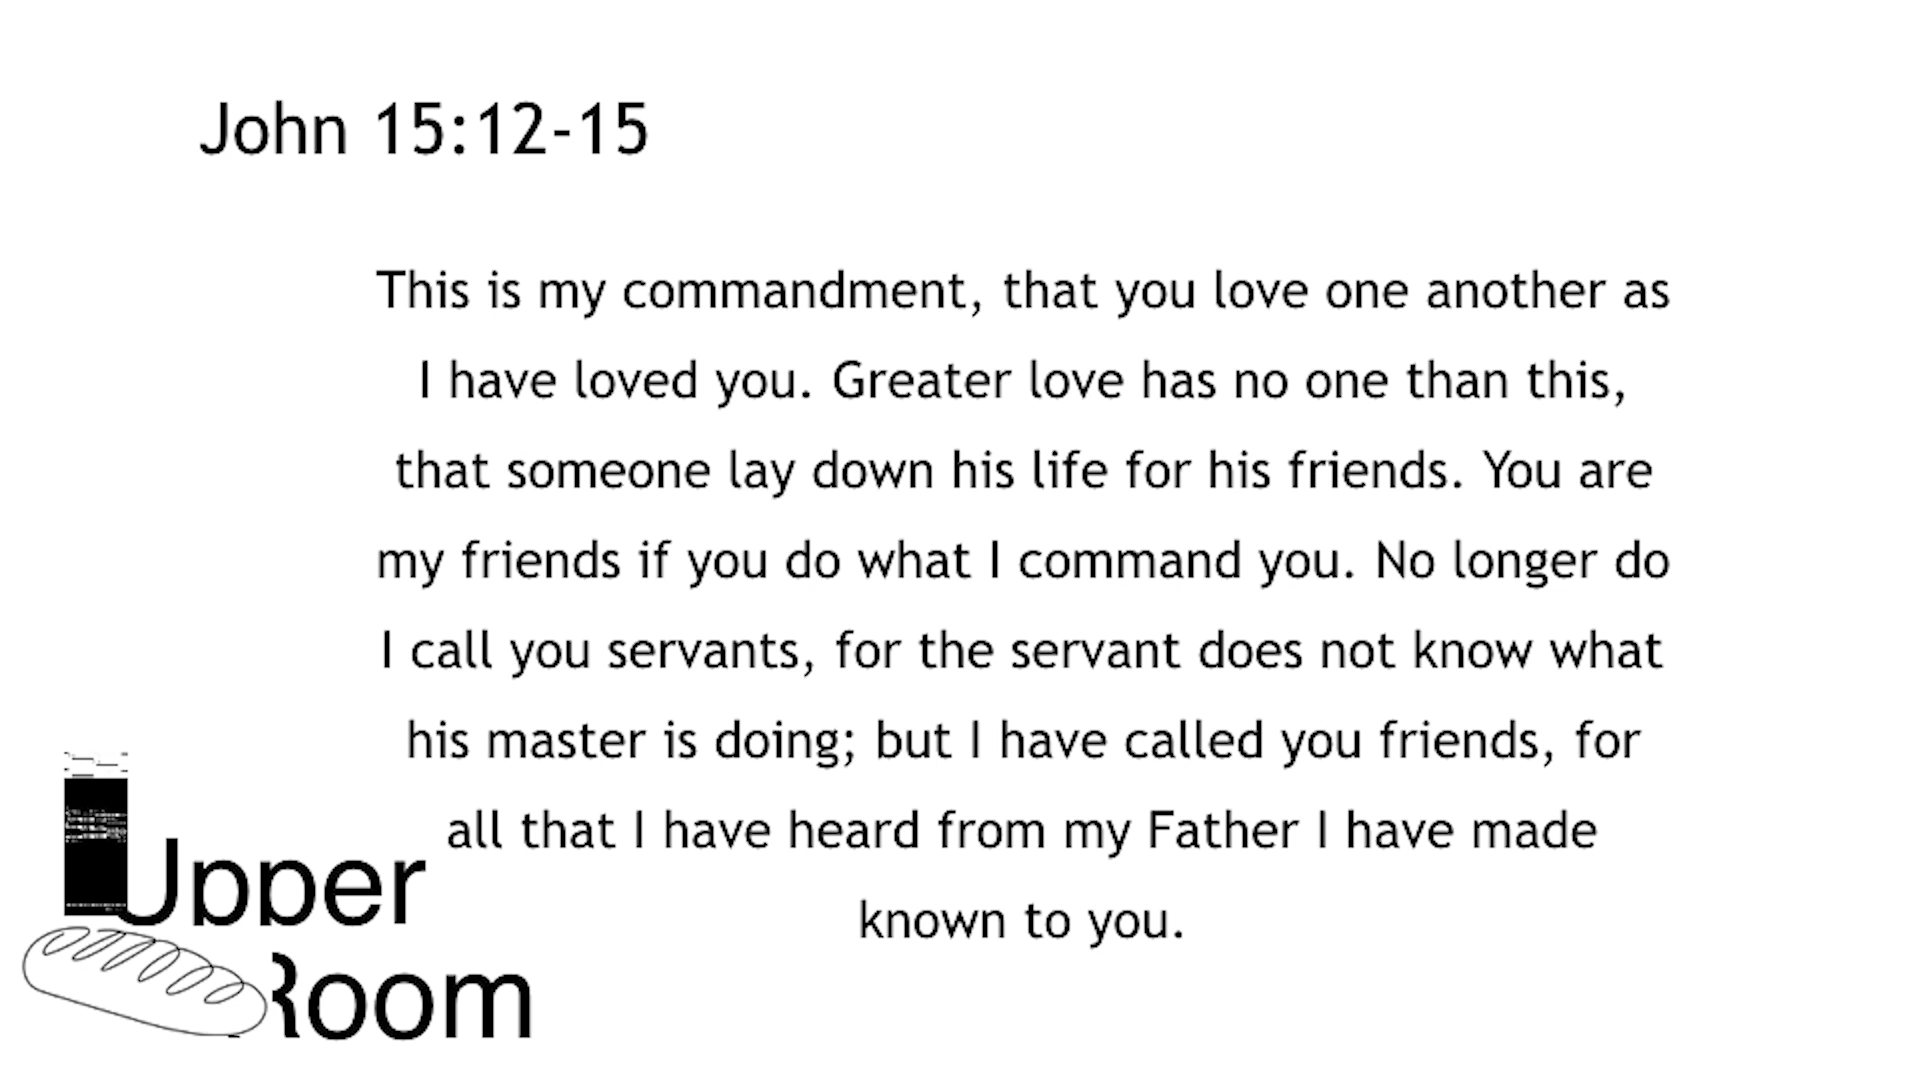 John 15:12-15
This is my commandment, that you love one another as
I have loved you. Greater love has no one than this,
that someone lay down his life for his friends. You are
my friends if you do what I command you. No longer do
I call you servants, for the servant does not know what
his master is doing; but I have called you friends, for
all that I have heard from my Father I have made
known to you.
Upper
Room